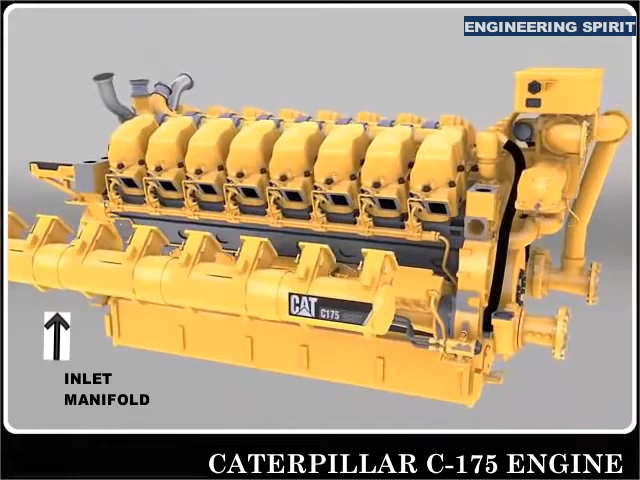 ENGINEERING SPIRIT
CAT
C175
INLET
MANIFOLD
CATERPILLAR C-175 ENGINE